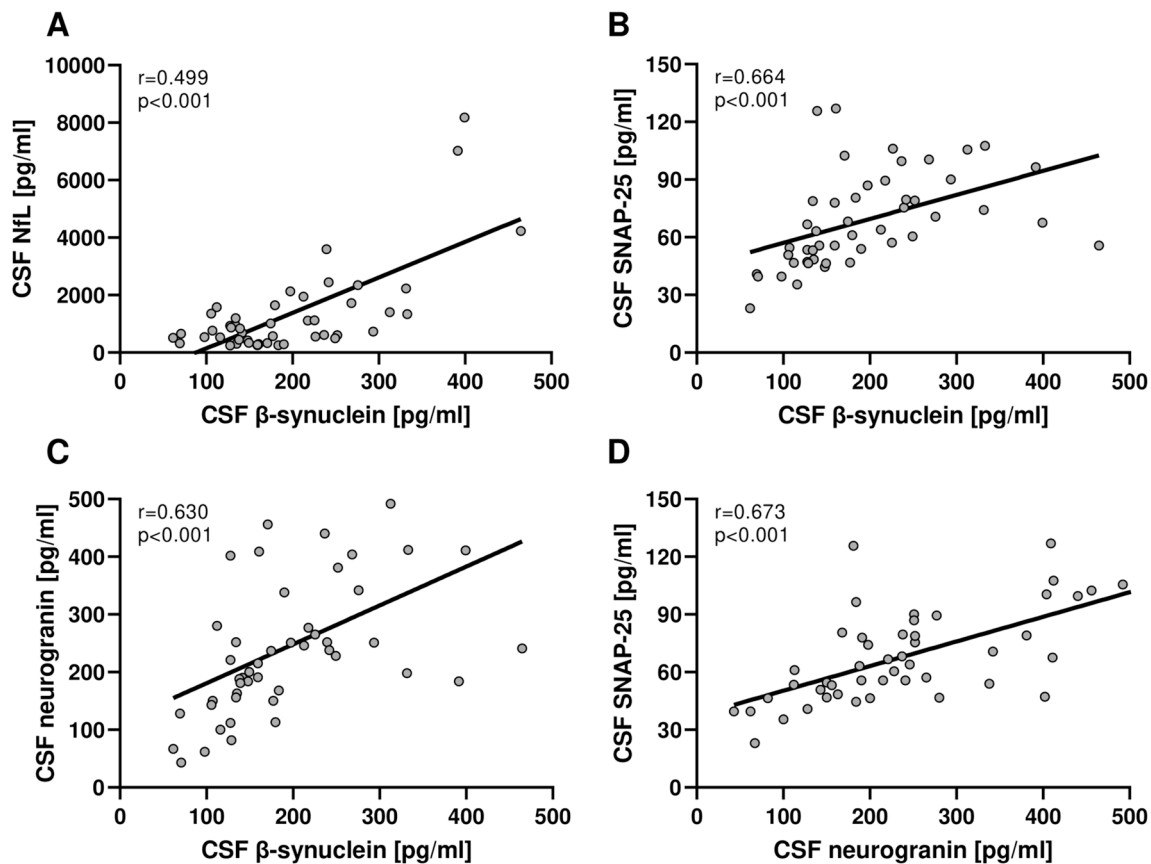 A
r=0.499
p<0.001
CSF NfL [pg/ml]
10000
8000
6000
4000
2000
0
0 100 200 300 400 500
CSF β-synuclein [pg/ml]
B
r=0.664
p<0.001
CSF SNAP-25 [pg/ml]
150
120
90
60
30
0
0 100 200 300 400 500
CSF β-synuclein [pg/ml]
C
r=0.630
p<0.001
CSF neurogranin [pg/ml]
500
400
300
200
100
0
0 100 200 300 400 500
CSF β-synuclein [pg/ml]
D
r=0.673
p<0.001
CSF SNAP-25 [pg/ml]
150
120
90
60
30
0
0 100 200 300 400 500
CSF neurogranin [pg/ml]